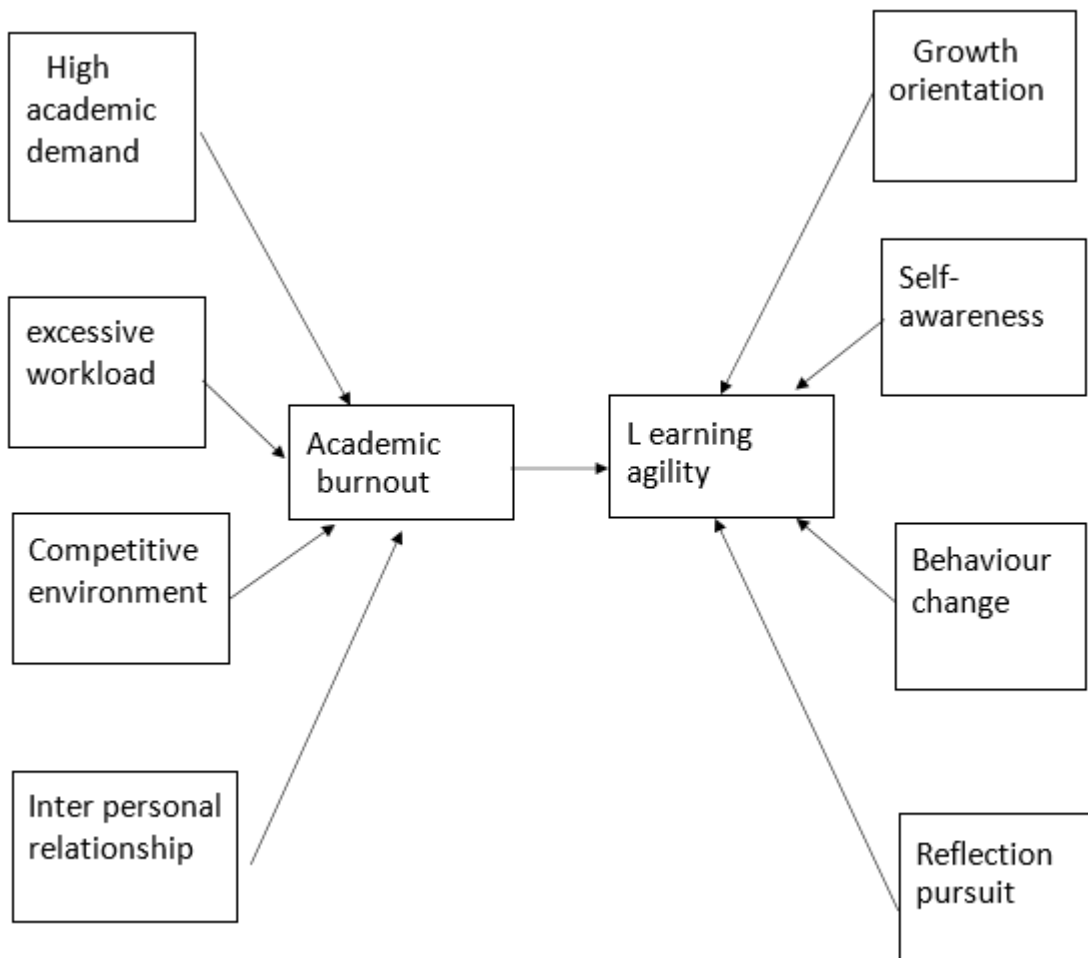 High
academic
demand
excessive
workload
Competitive
environment
Inter personal
relationship
Academic
burnout
L earning
agility
Growth
orientation
Self-
awareness
Behaviour
change
Reflection
pursuit